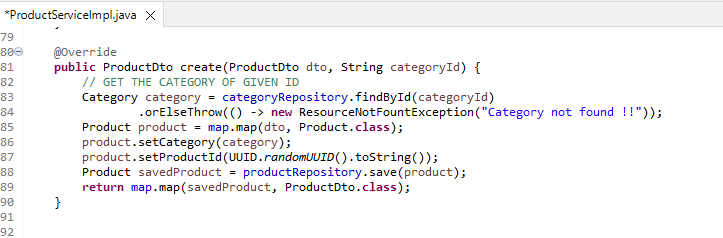 *ProductServiceImpl.java
79
80 @Override
81 public ProductDto create(ProductDto dto, String categoryId) {
82 // GET THE CATEGORY OF GIVEN ID
83 Category category = categoryRepository.findById(categoryId)
84 .orElseThrow(() -> new ResourceNotFountException("Category not found !!"));
85 Product product = map.map(dto, Product.class);
86 product.setCategory(category);
87 product.setProductId(UUID.randomUUID().toString());
88 Product savedProduct = productRepository.save(product);
89 return map.map(savedProduct, ProductDto.class);
90 }
91
92